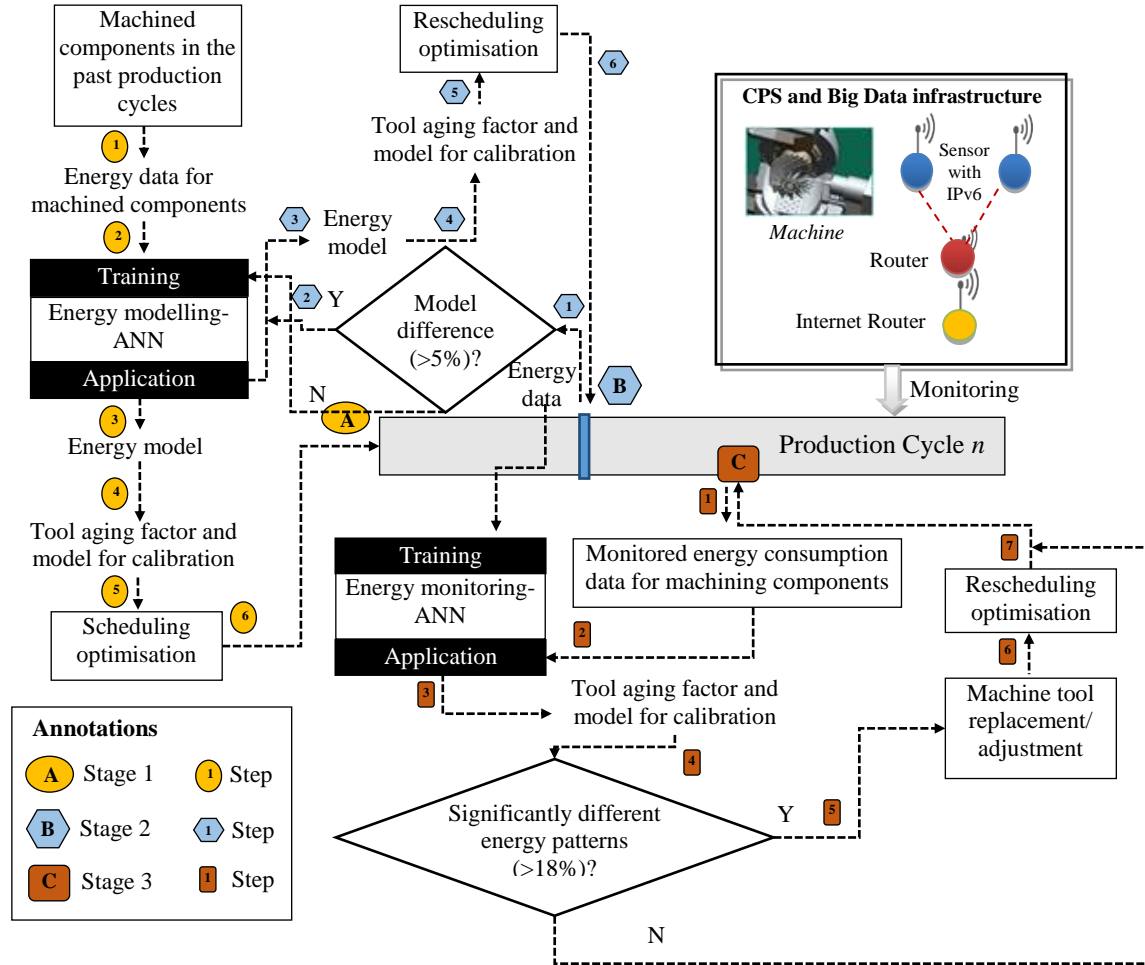 Machined
components in the
past production
cycles
1
Energy data for
machined components
2
Training
Energy modelling-
ANN
Application
3
Energy model
4
Tool aging factor and
model for calibration
5
Scheduling
optimisation
6
A
Rescheduling
optimisation
6
5
Tool aging factor and
model for calibration
3
Energy
model
4
2
Y
Model
difference
(>5%)?
1
N
Energy
data
B
CPS and Big Data infrastructure
Machine
Sensor
with
IPv6
Router
Internet Router
Monitoring
Production Cycle n
C
1
Training
Energy monitoring-
ANN
Application
Monitored energy consumption
data for machining components
2
3
Tool aging factor and
model for calibration
4
Significantly different
energy patterns
(>18%)?
Y
5
N
Machine tool
replacement/
adjustment
6
Rescheduling
optimisation
7
Annotations
A Stage 1 1 Step
B Stage 2 1 Step
C Stage 3 1 Step